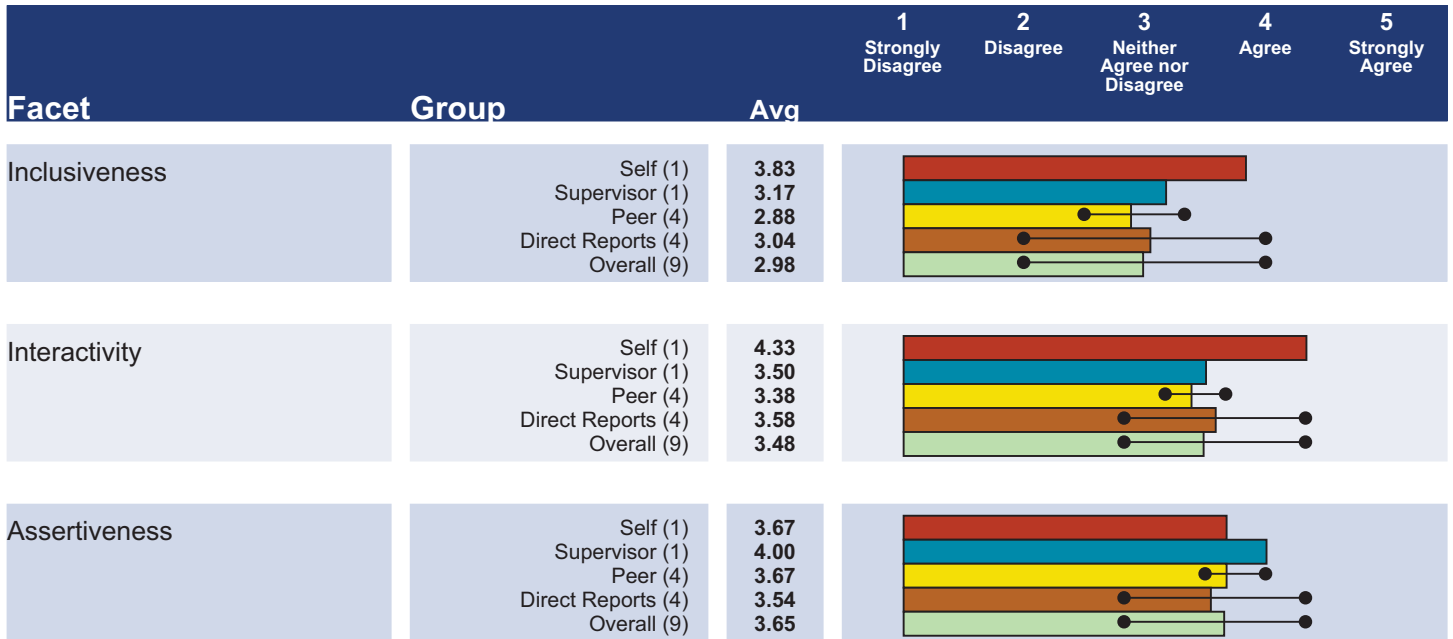 1 2 3 4 5
Strongly Disagree Neither Agree Strongly
Disagree Agree nor Agree
Disagree
Facet Group Avg
Inclusiveness Self (1) 3.83
Supervisor (1) 3.17
Peer (4) 2.88
Direct Reports (4) 3.04
Overall (9) 2.98
Interactivity Self (1) 4.33
Supervisor (1) 3.50
Peer (4) 3.38
Direct Reports (4) 3.58
Overall (9) 3.48
Assertiveness Self (1) 3.67
Supervisor (1) 4.00
Peer (4) 3.67
Direct Reports (4) 3.54
Overall (9) 3.65